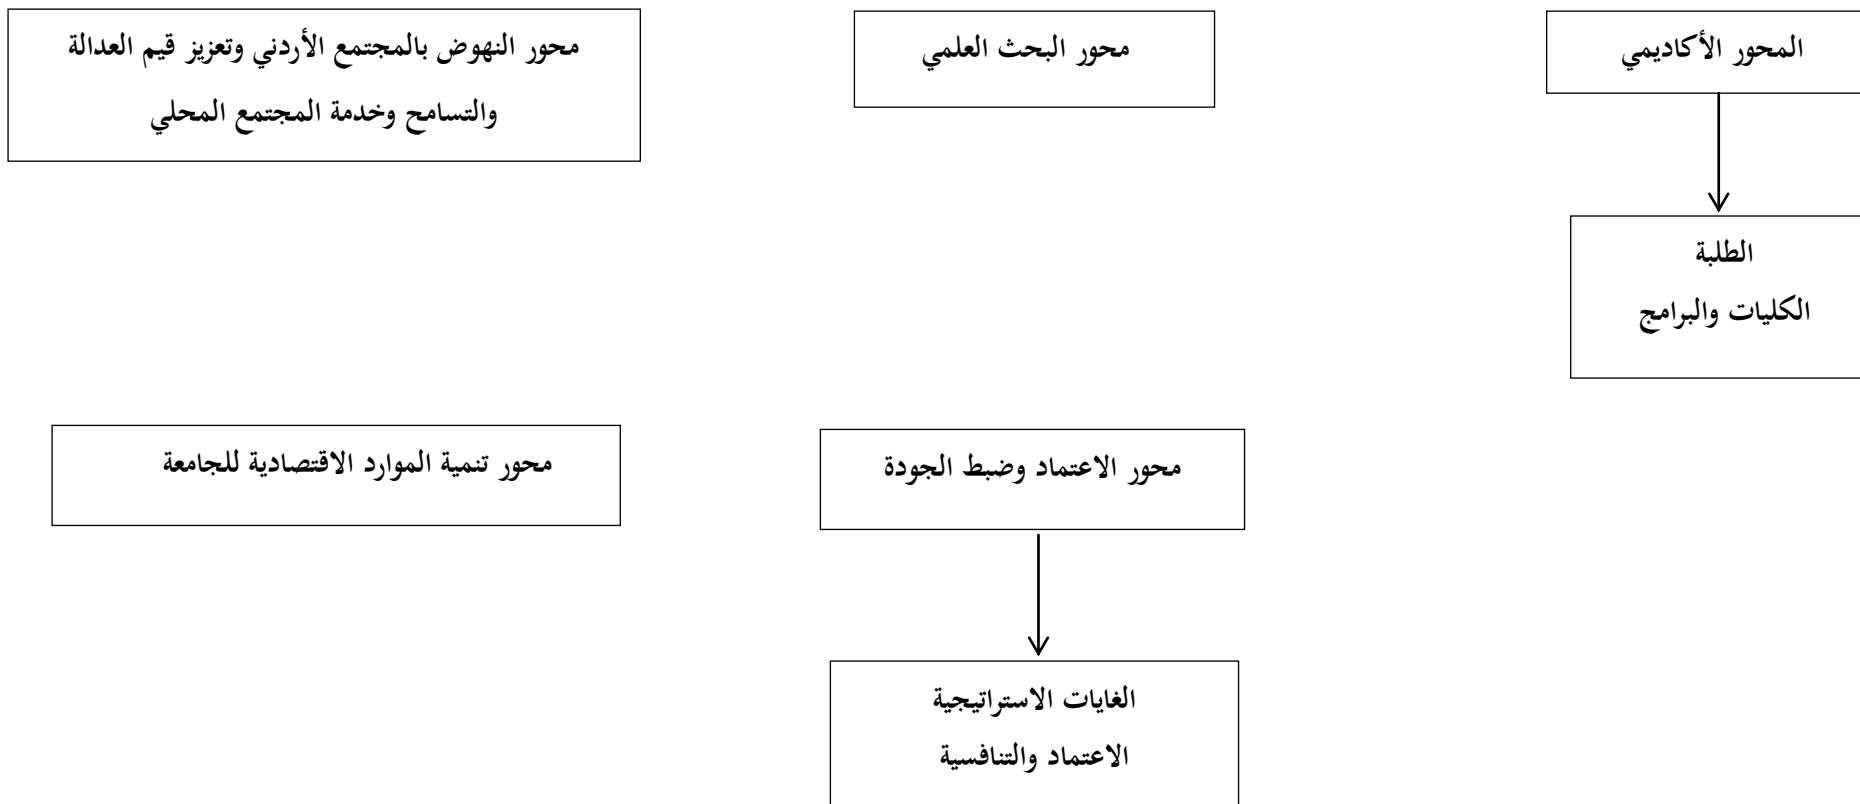 المحور الأكاديمي
محور البحث العلمي
محور النهوض بالمجتمع الأردني وتعزيز قيم العدالة
والتسامح وخدمة المجتمع المحلي
الطلبة
الكليات والبرامج
محور الاعتماد وضبط الجودة
محور تنمية الموارد الاقتصادية للجامعة
الغايات الاستراتيجية
الاعتماد والتنافسية